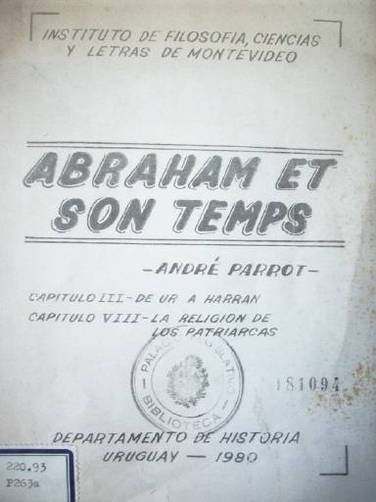 INSTITUTO DE FILOSOFIA, CIENCIAS
Y LETRAS DE MONTEVIDEO
ABRAHAM ET
SON TEMPS
-ANDRÉ PARROT-
CAPITULO III-DE UR A HARRAN
CAPITULO VIII-LA RELIGION DE
LOS PATRIARCAS
BIBLIOTECA
181094
DEPARTAMENTO DE HISTORIA
URUGUAY — 1980
220.93
P263a